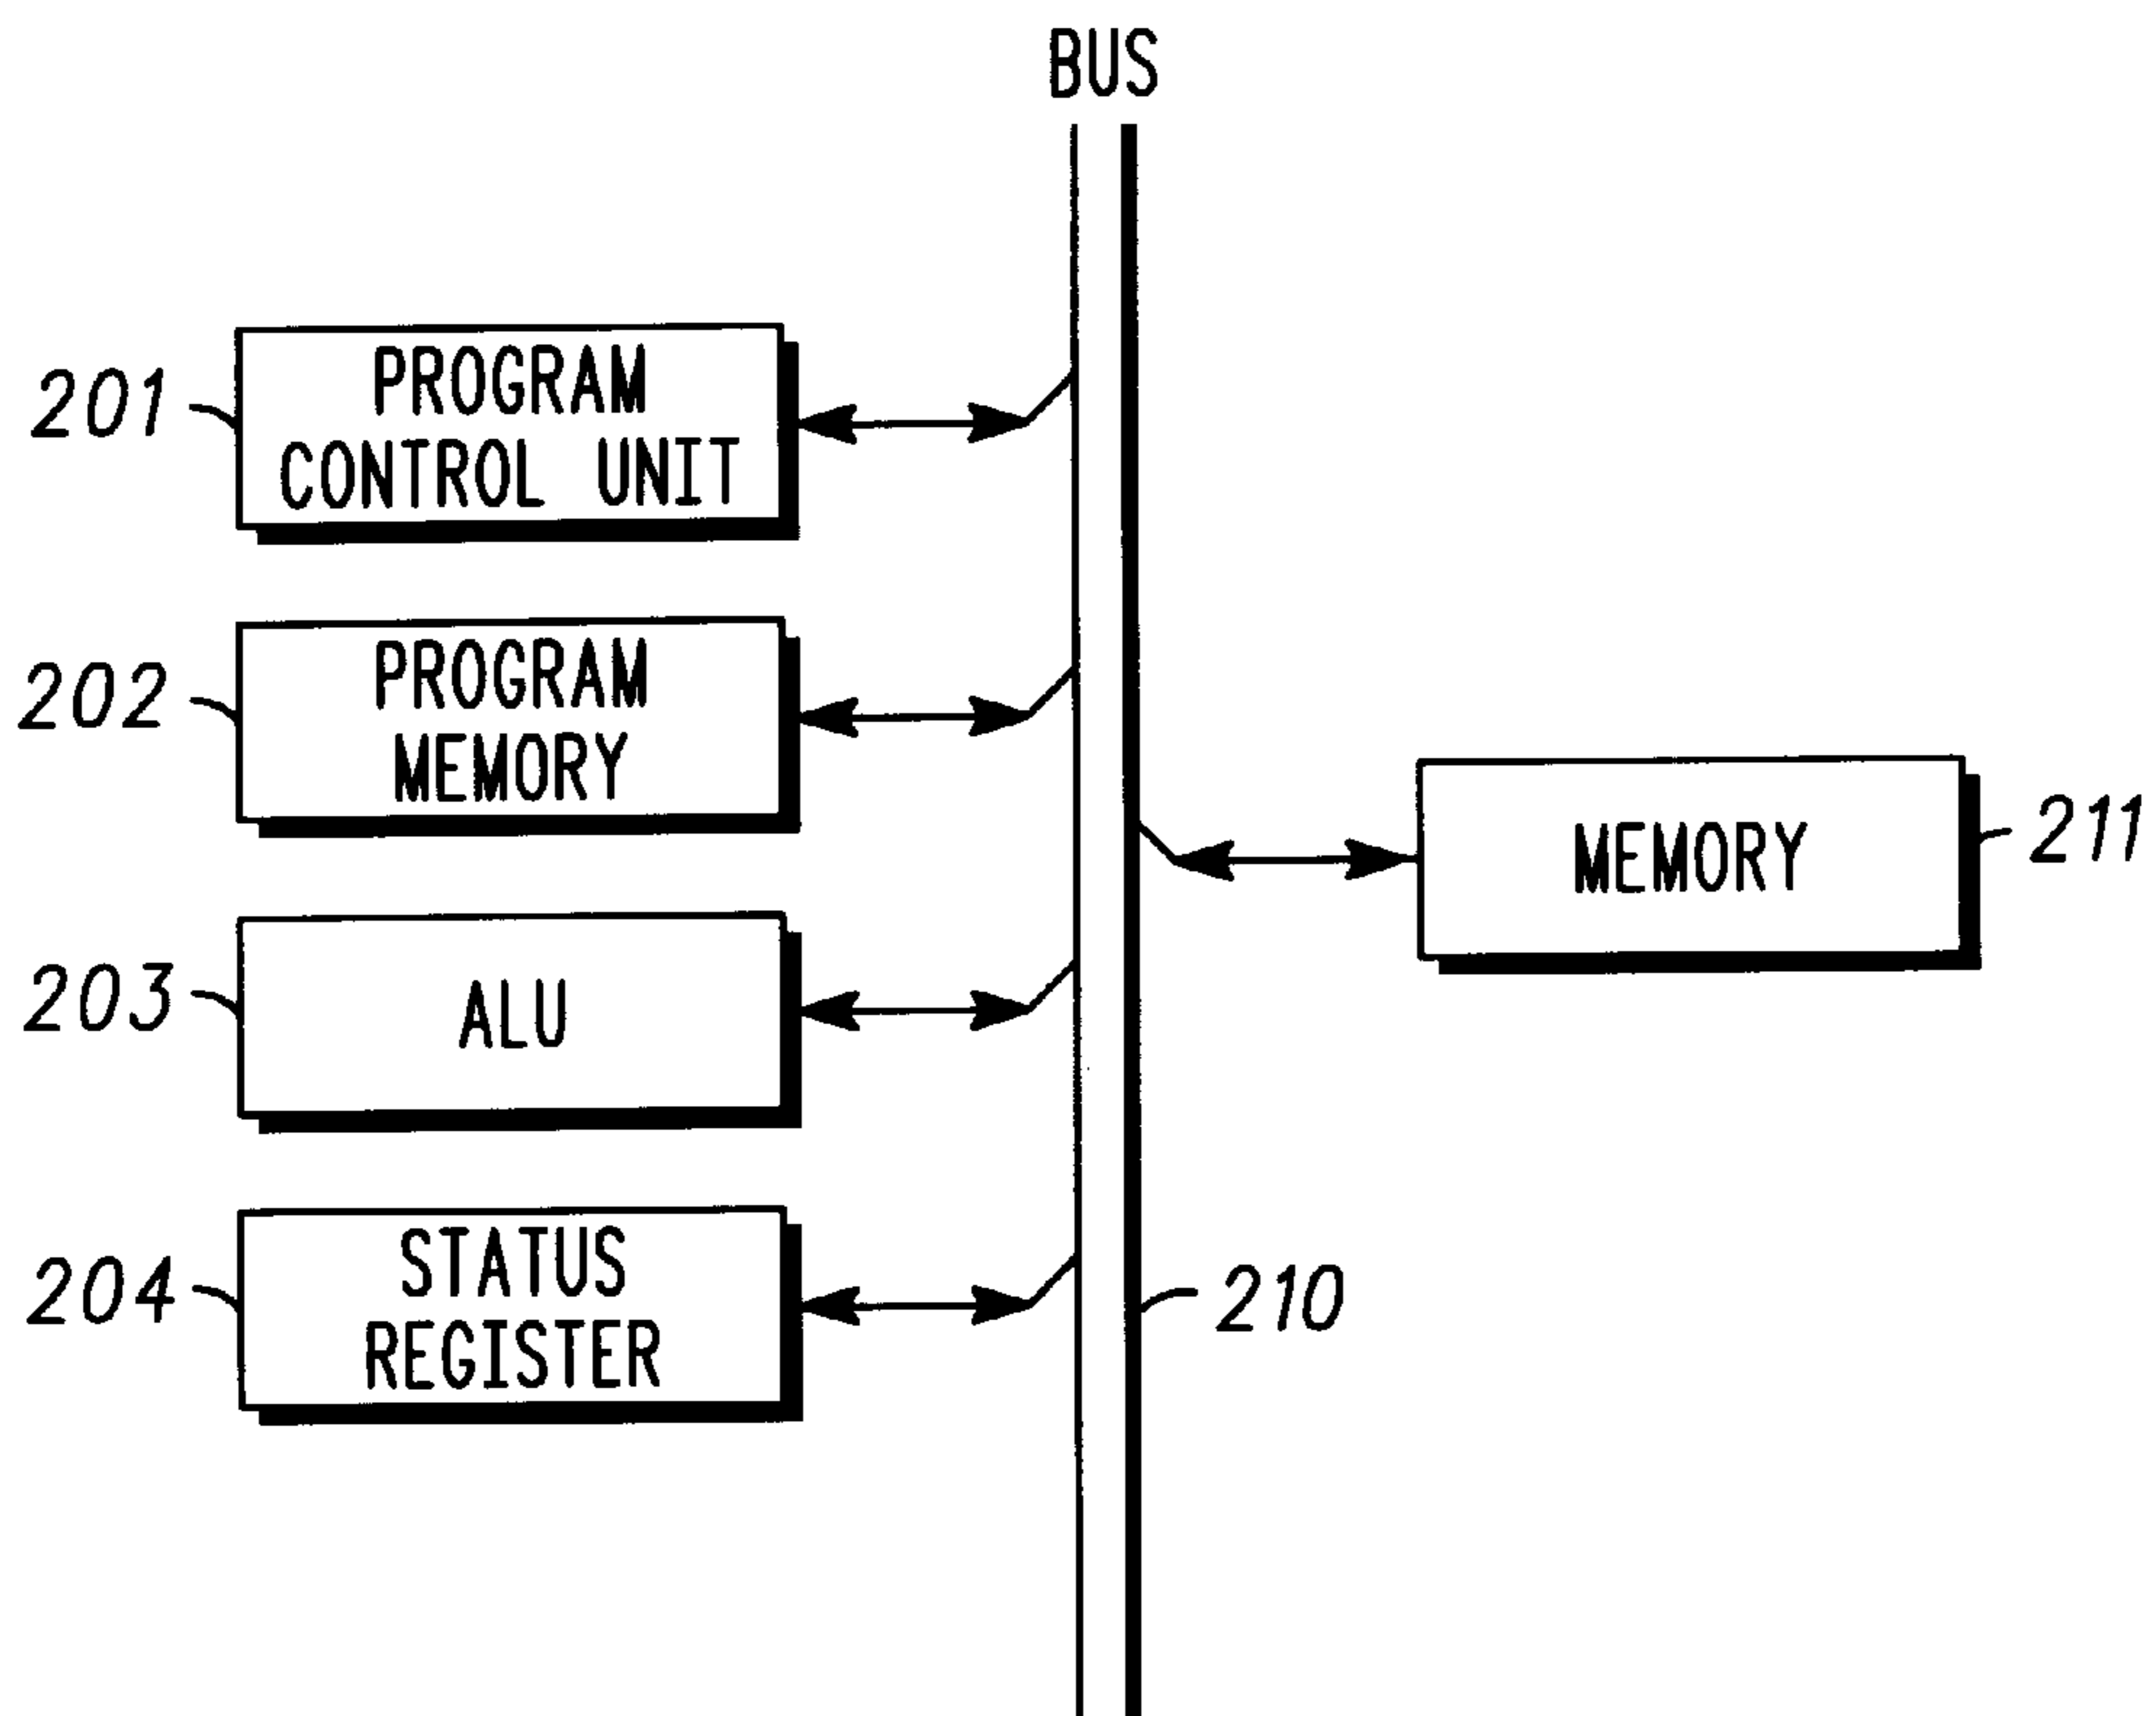 BUS
201
PROGRAM
CONTROL UNIT
202
PROGRAM
MEMORY
MEMORY
211
203
ALU
204
STATUS
REGISTER
210